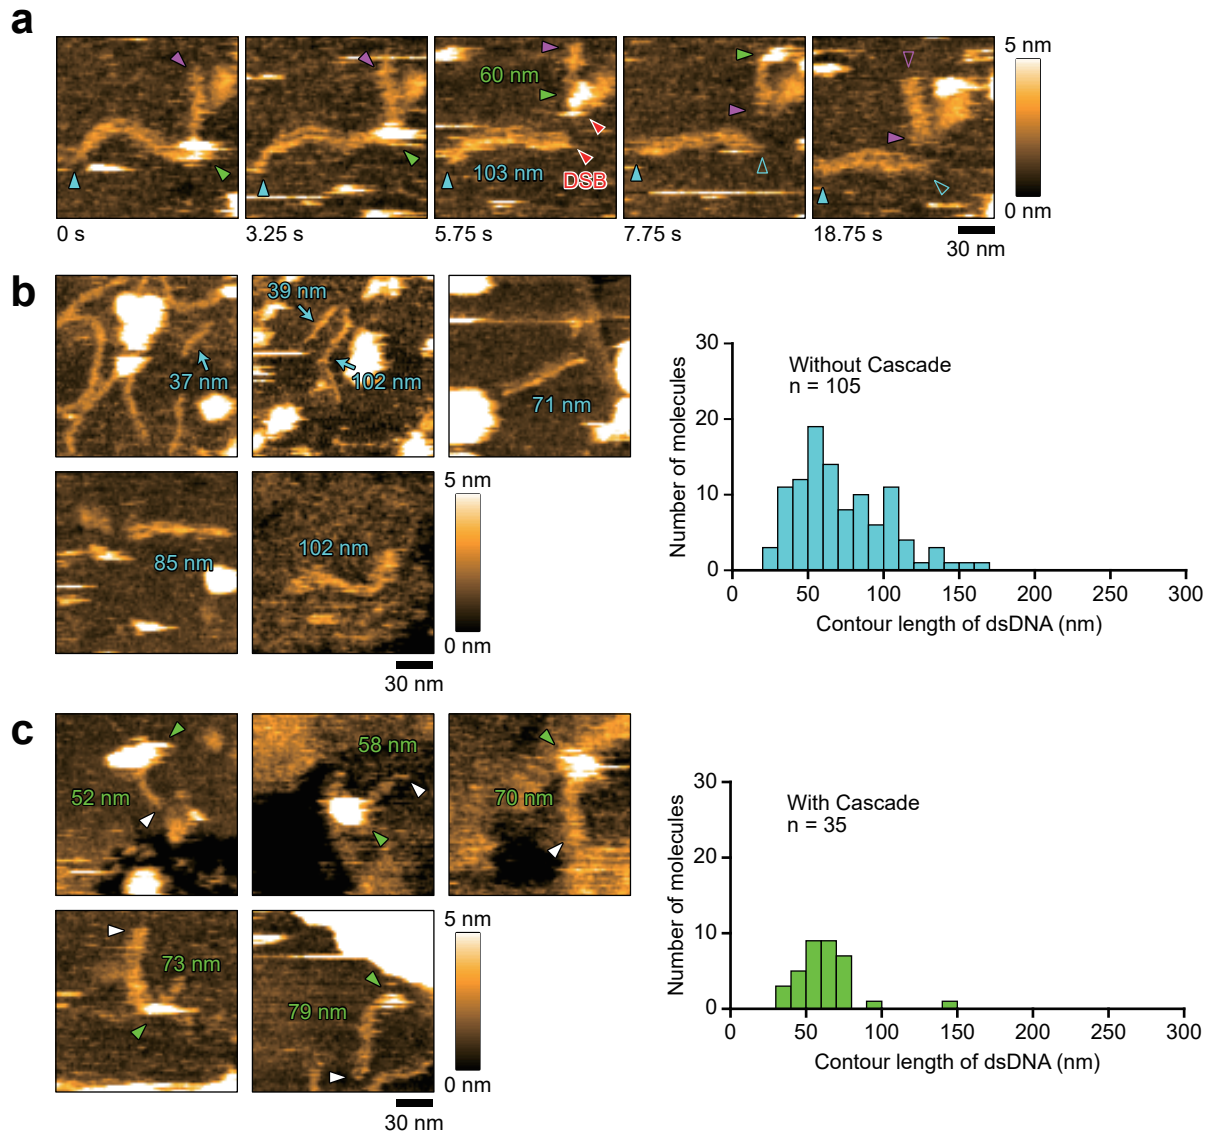 a
60 nm
103 nm
DSB
5 nm
0 nm
0 s
3.25 s
5.75 s
7.75 s
18.75 s
30 nm
b
37 nm
39 nm
102 nm
71 nm
85 nm
102 nm
5 nm
0 nm
30 nm
Number of molecules
30
20
10
0
Without Cascade
n = 105
0
50
100
150
200
250
300
Contour length of dsDNA (nm)
c
52 nm
58 nm
70 nm
73 nm
79 nm
5 nm
0 nm
30 nm
Number of molecules
30
20
10
0
With Cascade
n = 35
0
50
100
150
200
250
300
Contour length of dsDNA (nm)